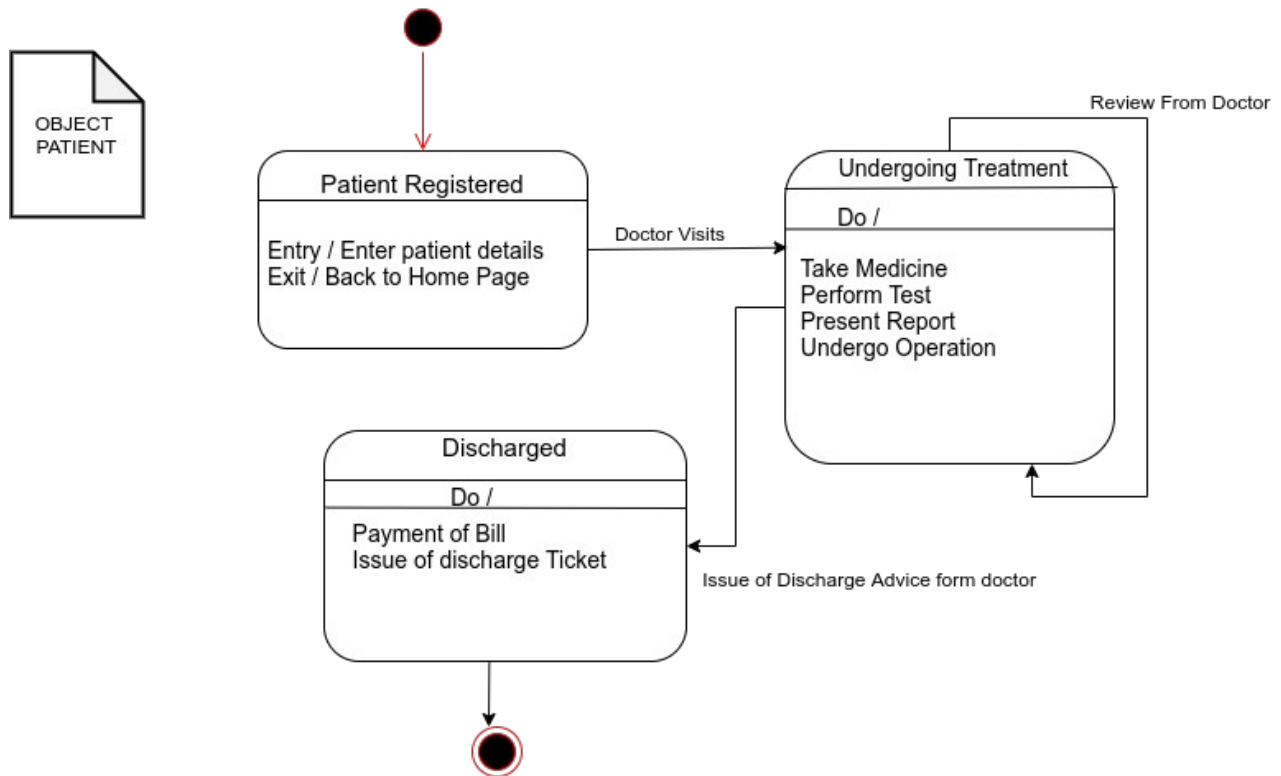 OBJECT
PATIENT
Review From Doctor
Patient Registered
Entry / Enter patient details
Exit / Back to Home Page
Doctor Visits
Undergoing Treatment
Do /
Take Medicine
Perform Test
Present Report
Undergo Operation
Discharged
Do /
Payment of Bill
Issue of discharge Ticket
Issue of Discharge Advice form doctor